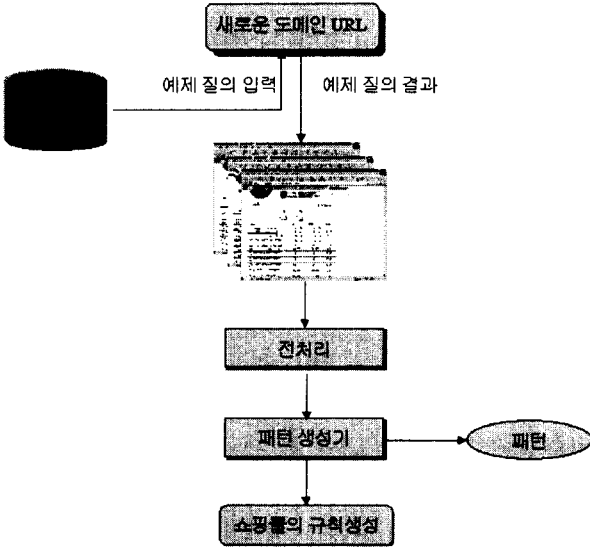 새로운 도메인 URL
예제 질의 입력
예제 질의 결과
전처리
패턴 생성기
패턴
쇼핑몰의 규칙생성